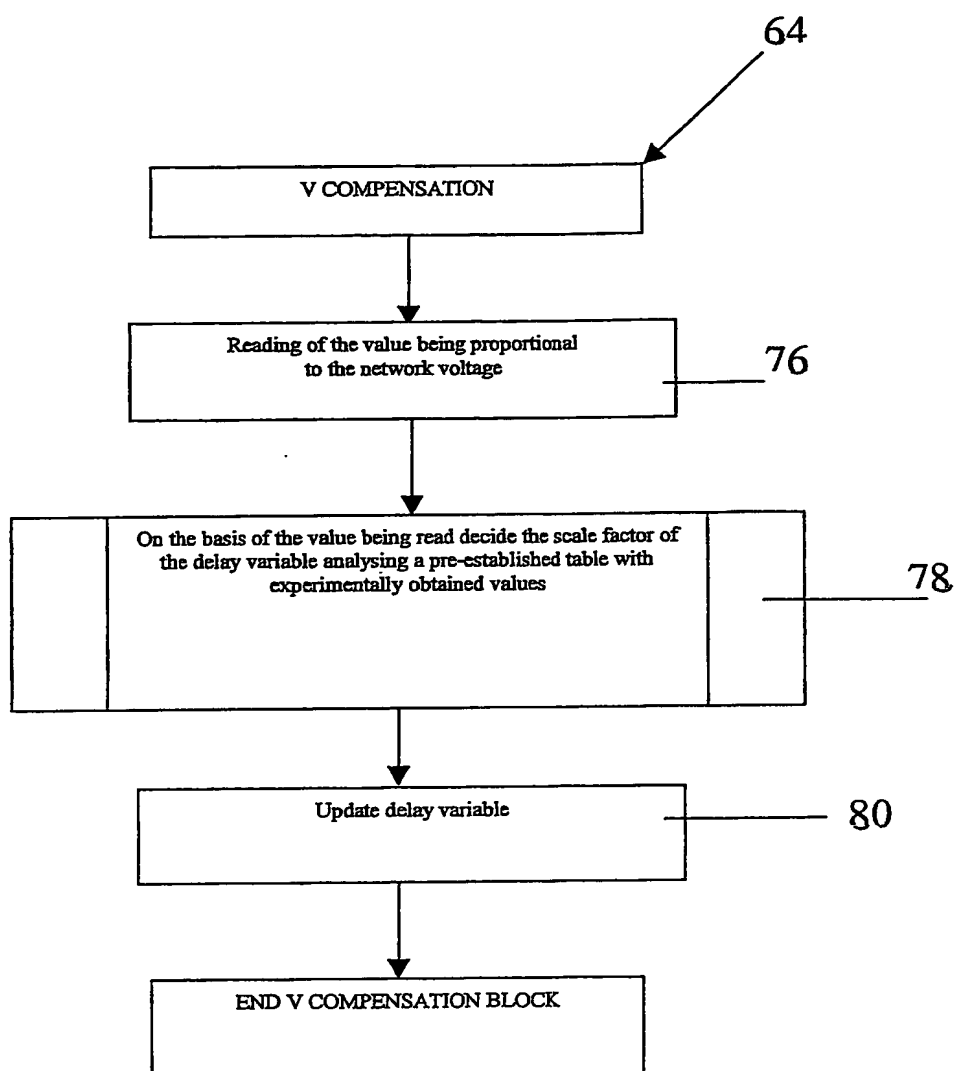 64
V COMPENSATION
Reading of the value being proportional
to the network voltage
76
On the basis of the value being read decide the scale factor of
the delay variable analysing a pre-established table with
experimentally obtained values
78
Update delay variable
80
END V COMPENSATION BLOCK